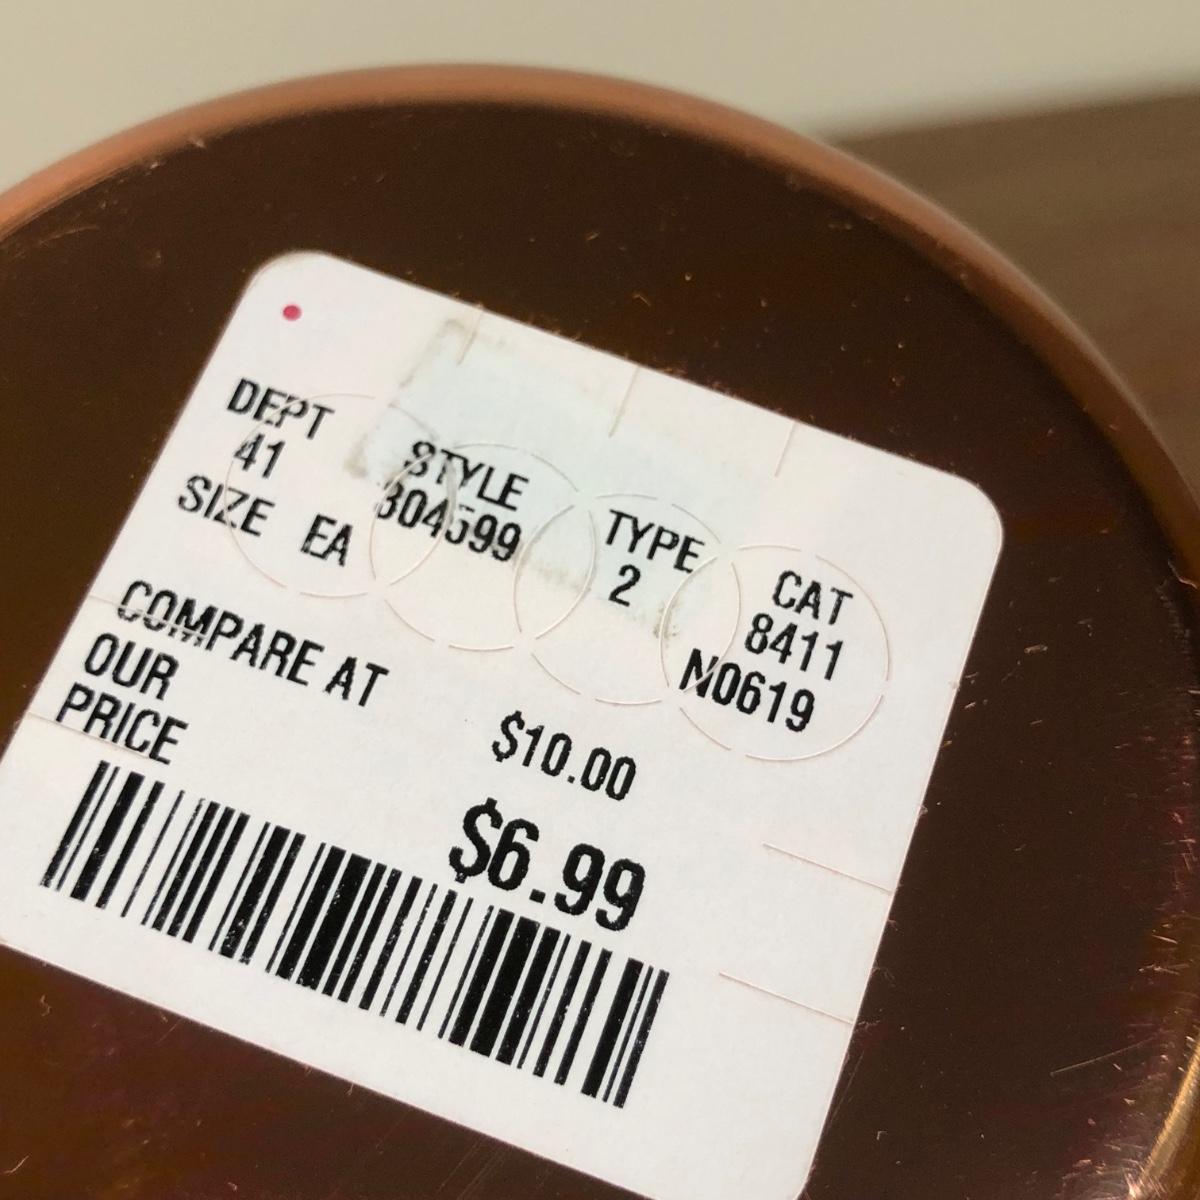 DEPT STYLE TYPE CAT
41 304599 2 8411
SIZE EA N0619
COMPARE AT $10.00
OUR
PRICE $6.99